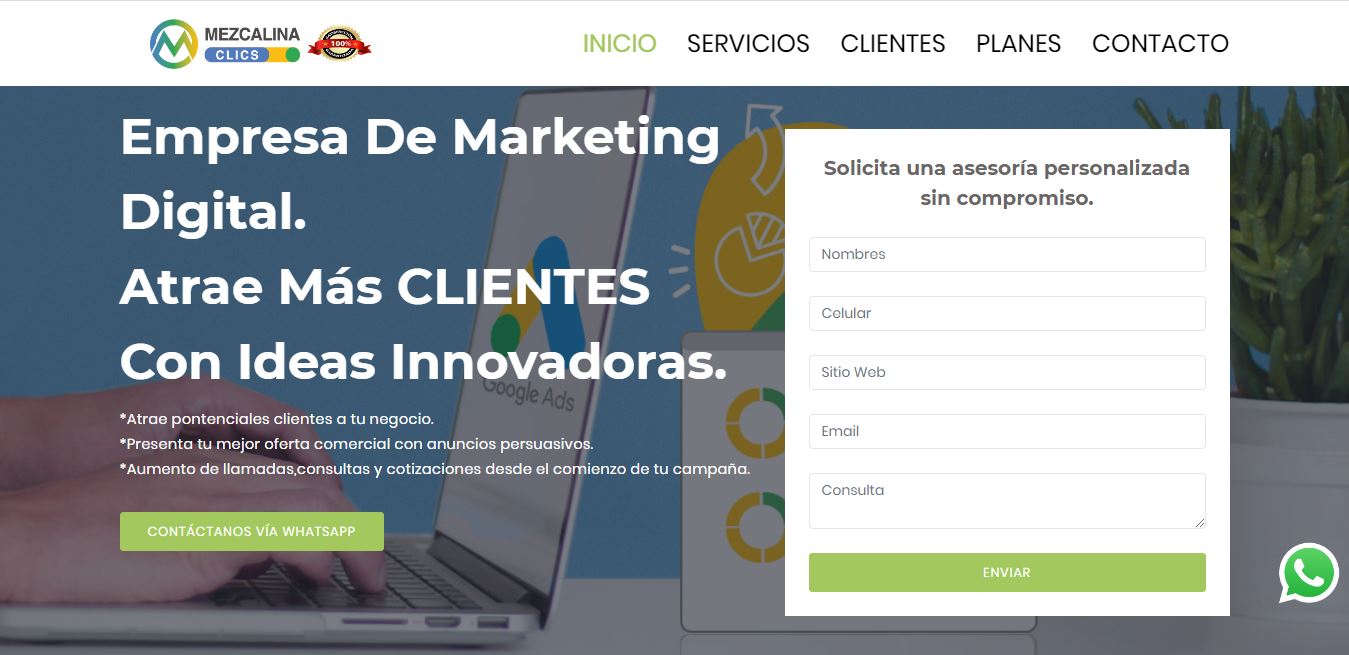 MEZCALINA
CLICS
100%
INICIO
SERVICIOS
CLIENTES
PLANES
CONTACTO
Empresa De Marketing
Digital.
Atrae Más CLIENTES
Con Ideas Innovadoras.
Google Ads
*Atrae pontenciales clientes a tu negocio.
*Presenta tu mejor oferta comercial con anuncios persuasivos.
*Aumento de llamadas,consultas y cotizaciones desde el comienzo de tu campaña.
CONTÁCTANOS VÍA WHATSAPP
Solicita una asesoría personalizada
sin compromiso.
Nombres
Celular
Sitio Web
Email
Consulta
ENVIAR